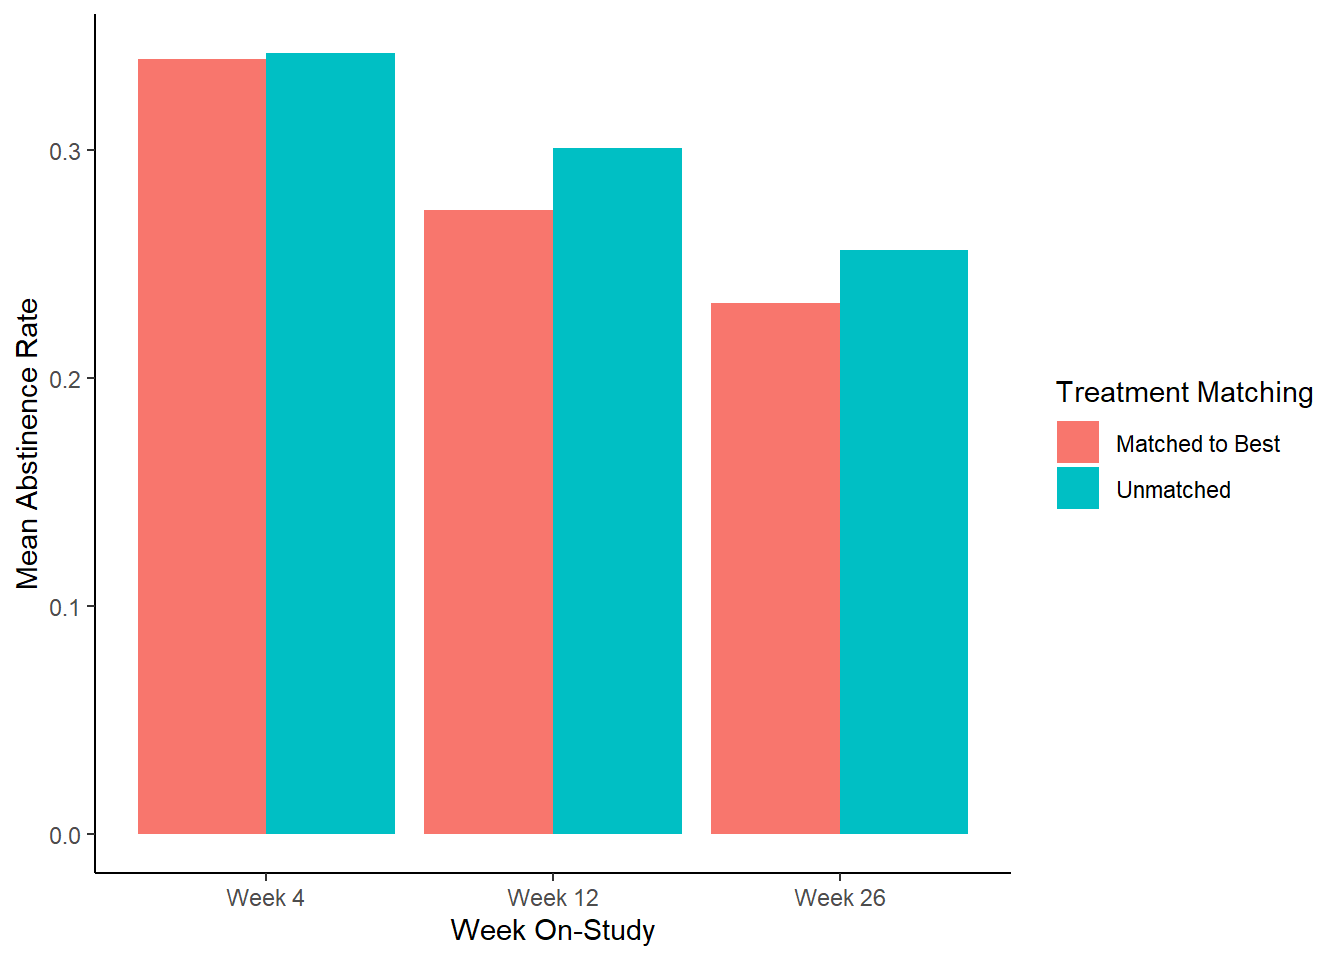 Mean Abstinence Rate
0.3
0.2
0.1
0.0
Week 4
Week 12
Week 26
Week On-Study
Treatment Matching
Matched to Best
Unmatched